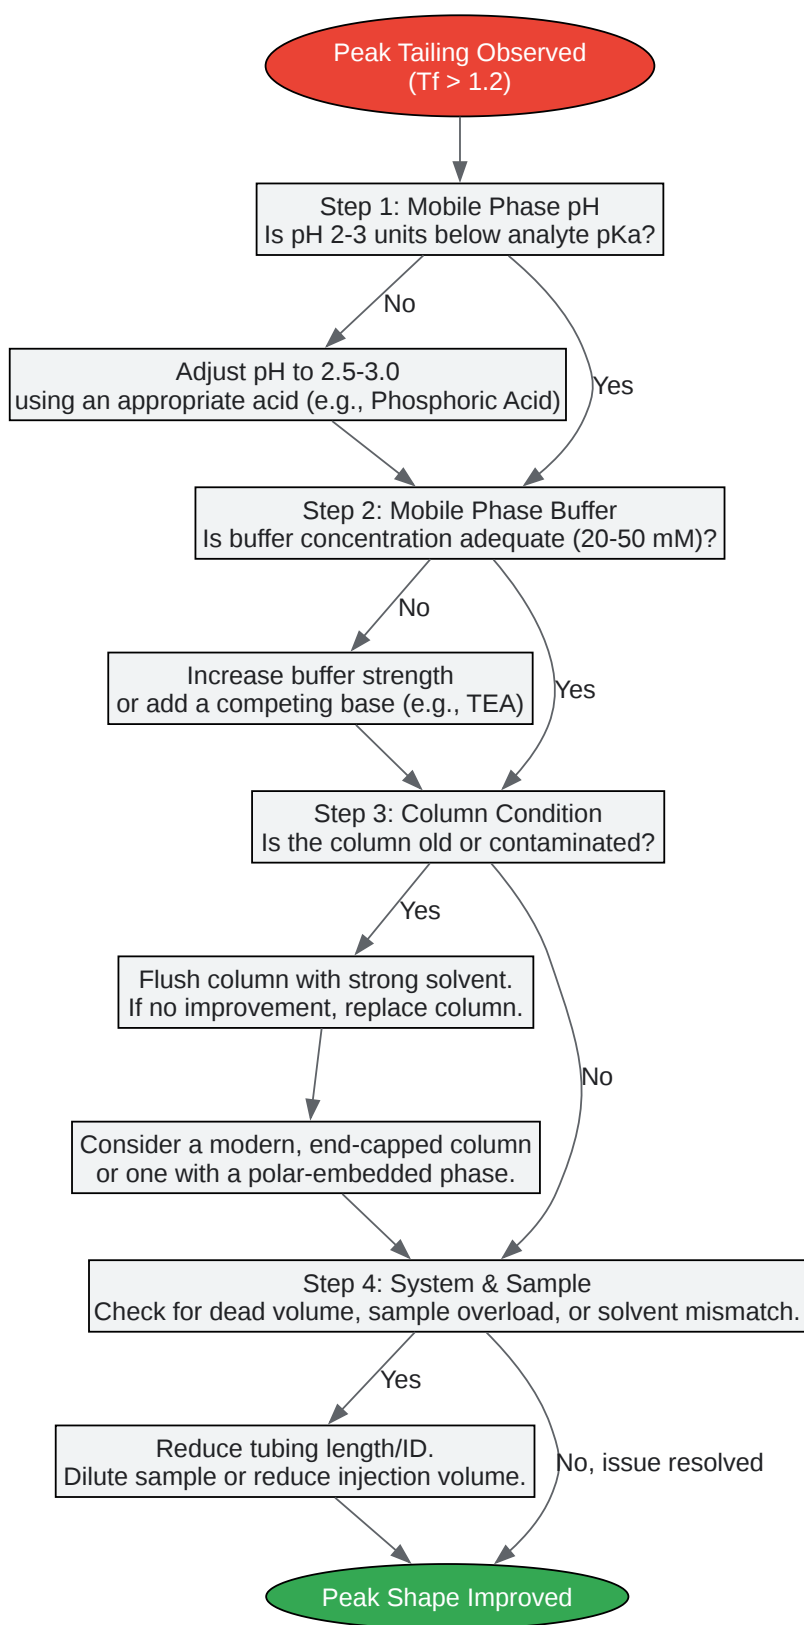 Peak Tailing Observed
(Tf > 1.2)
Step 1: Mobile Phase pH
Is pH 2-3 units below analyte pKa?
No
Yes
Adjust pH to 2.5-3.0
using an appropriate acid (e.g., Phosphoric Acid)
Step 2: Mobile Phase Buffer
Is buffer concentration adequate (20-50 mM)?
No
Yes
Increase buffer strength
or add a competing base (e.g., TEA)
Step 3: Column Condition
Is the column old or contaminated?
Yes
No
Flush column with strong solvent.
If no improvement, replace column.
Consider a modern, end-capped column
or one with a polar-embedded phase.
Step 4: System & Sample
Check for dead volume, sample overload, or solvent mismatch.
Yes
No, issue resolved
Reduce tubing length/ID.
Dilute sample or reduce injection volume.
Peak Shape Improved